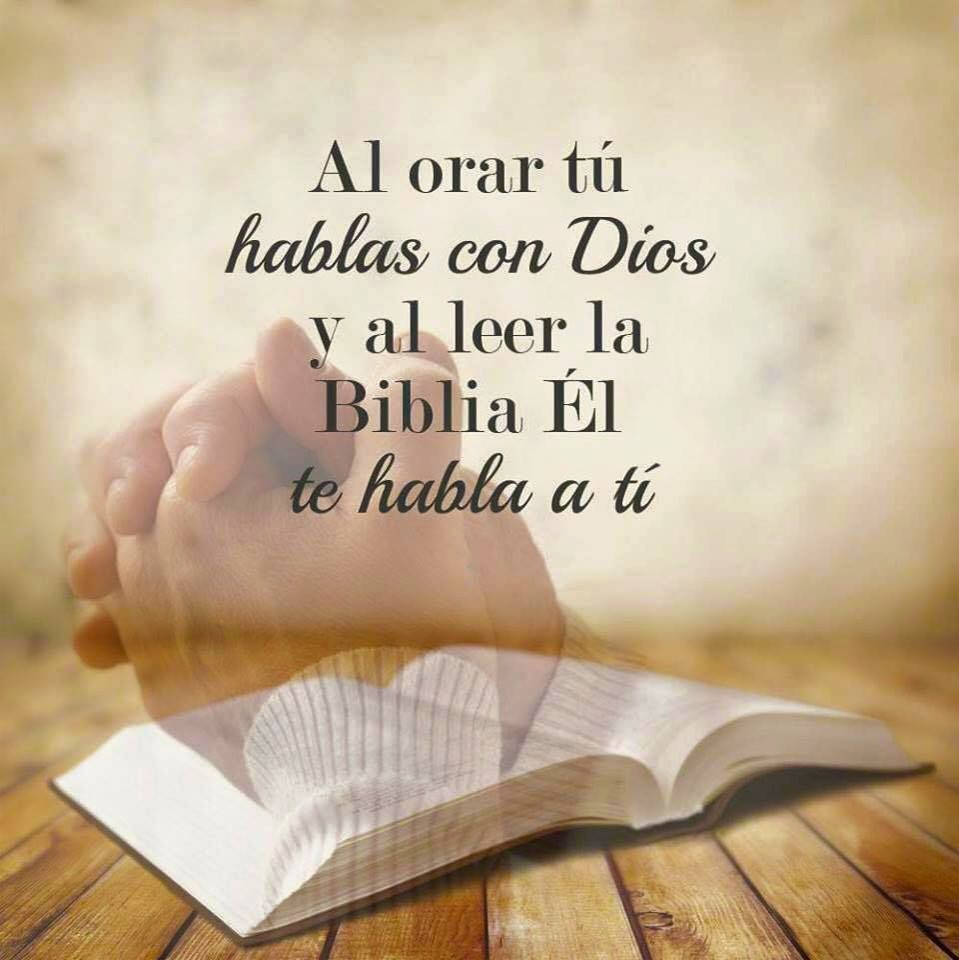 Al orar tú
hablas con Dios
y al leer la
Biblia Él
te habla a tí